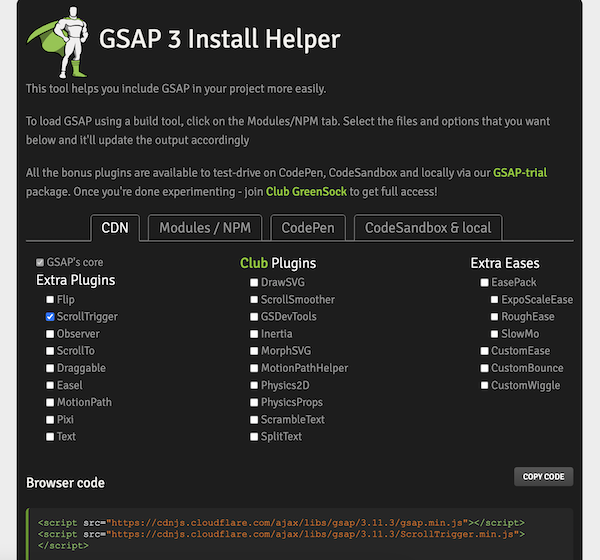 GSAP 3 Install Helper
This tool helps you include GSAP in your project more easily.
To load GSAP using a build tool, click on the Modules/NPM tab. Select the files and options that you want
below and it'll update the output accordingly
All the bonus plugins are available to test-drive on CodePen, CodeSandbox and locally via our GSAP-trial
package. Once you're done experimenting - join Club GreenSock to get full access!
CDN
Modules / NPM
CodePen
CodeSandbox & local
GSAP's core
Extra Plugins
Flip
ScrollTrigger
Observer
ScrollTo
Draggable
Easel
MotionPath
Pixi
Text
Club Plugins
DrawSVG
ScrollSmoother
GSDevTools
Inertia
MorphSVG
MotionPathHelper
Physics2D
PhysicsProps
ScrambleText
SplitText
Extra Eases
EasePack
ExpoScaleEase
RoughEase
SlowMo
CustomEase
CustomBounce
CustomWiggle
Browser code
COPY CODE
<script src="https://cdnjs.cloudflare.com/ajax/libs/gsap/3.11.3/gsap.min.js"></script>
<script src="https://cdnjs.cloudflare.com/ajax/libs/gsap/3.11.3/ScrollTrigger.min.js">
</script>